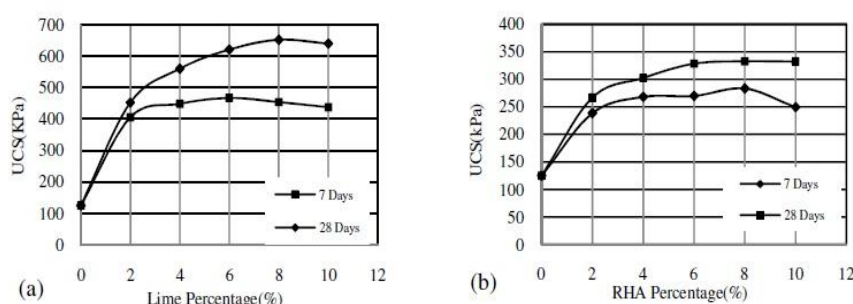 700
600
500
400
300
200
100
0
UCS(KPa)
7 Days
28 Days
0 2 4 6 8 10 12
(a)
Lime Percentage(%)
400
350
300
250
200
150
100
50
0
UCS(kPa)
7 Days
28 Days
0 2 4 6 8 10 12
(b)
RHA Percentage(%)